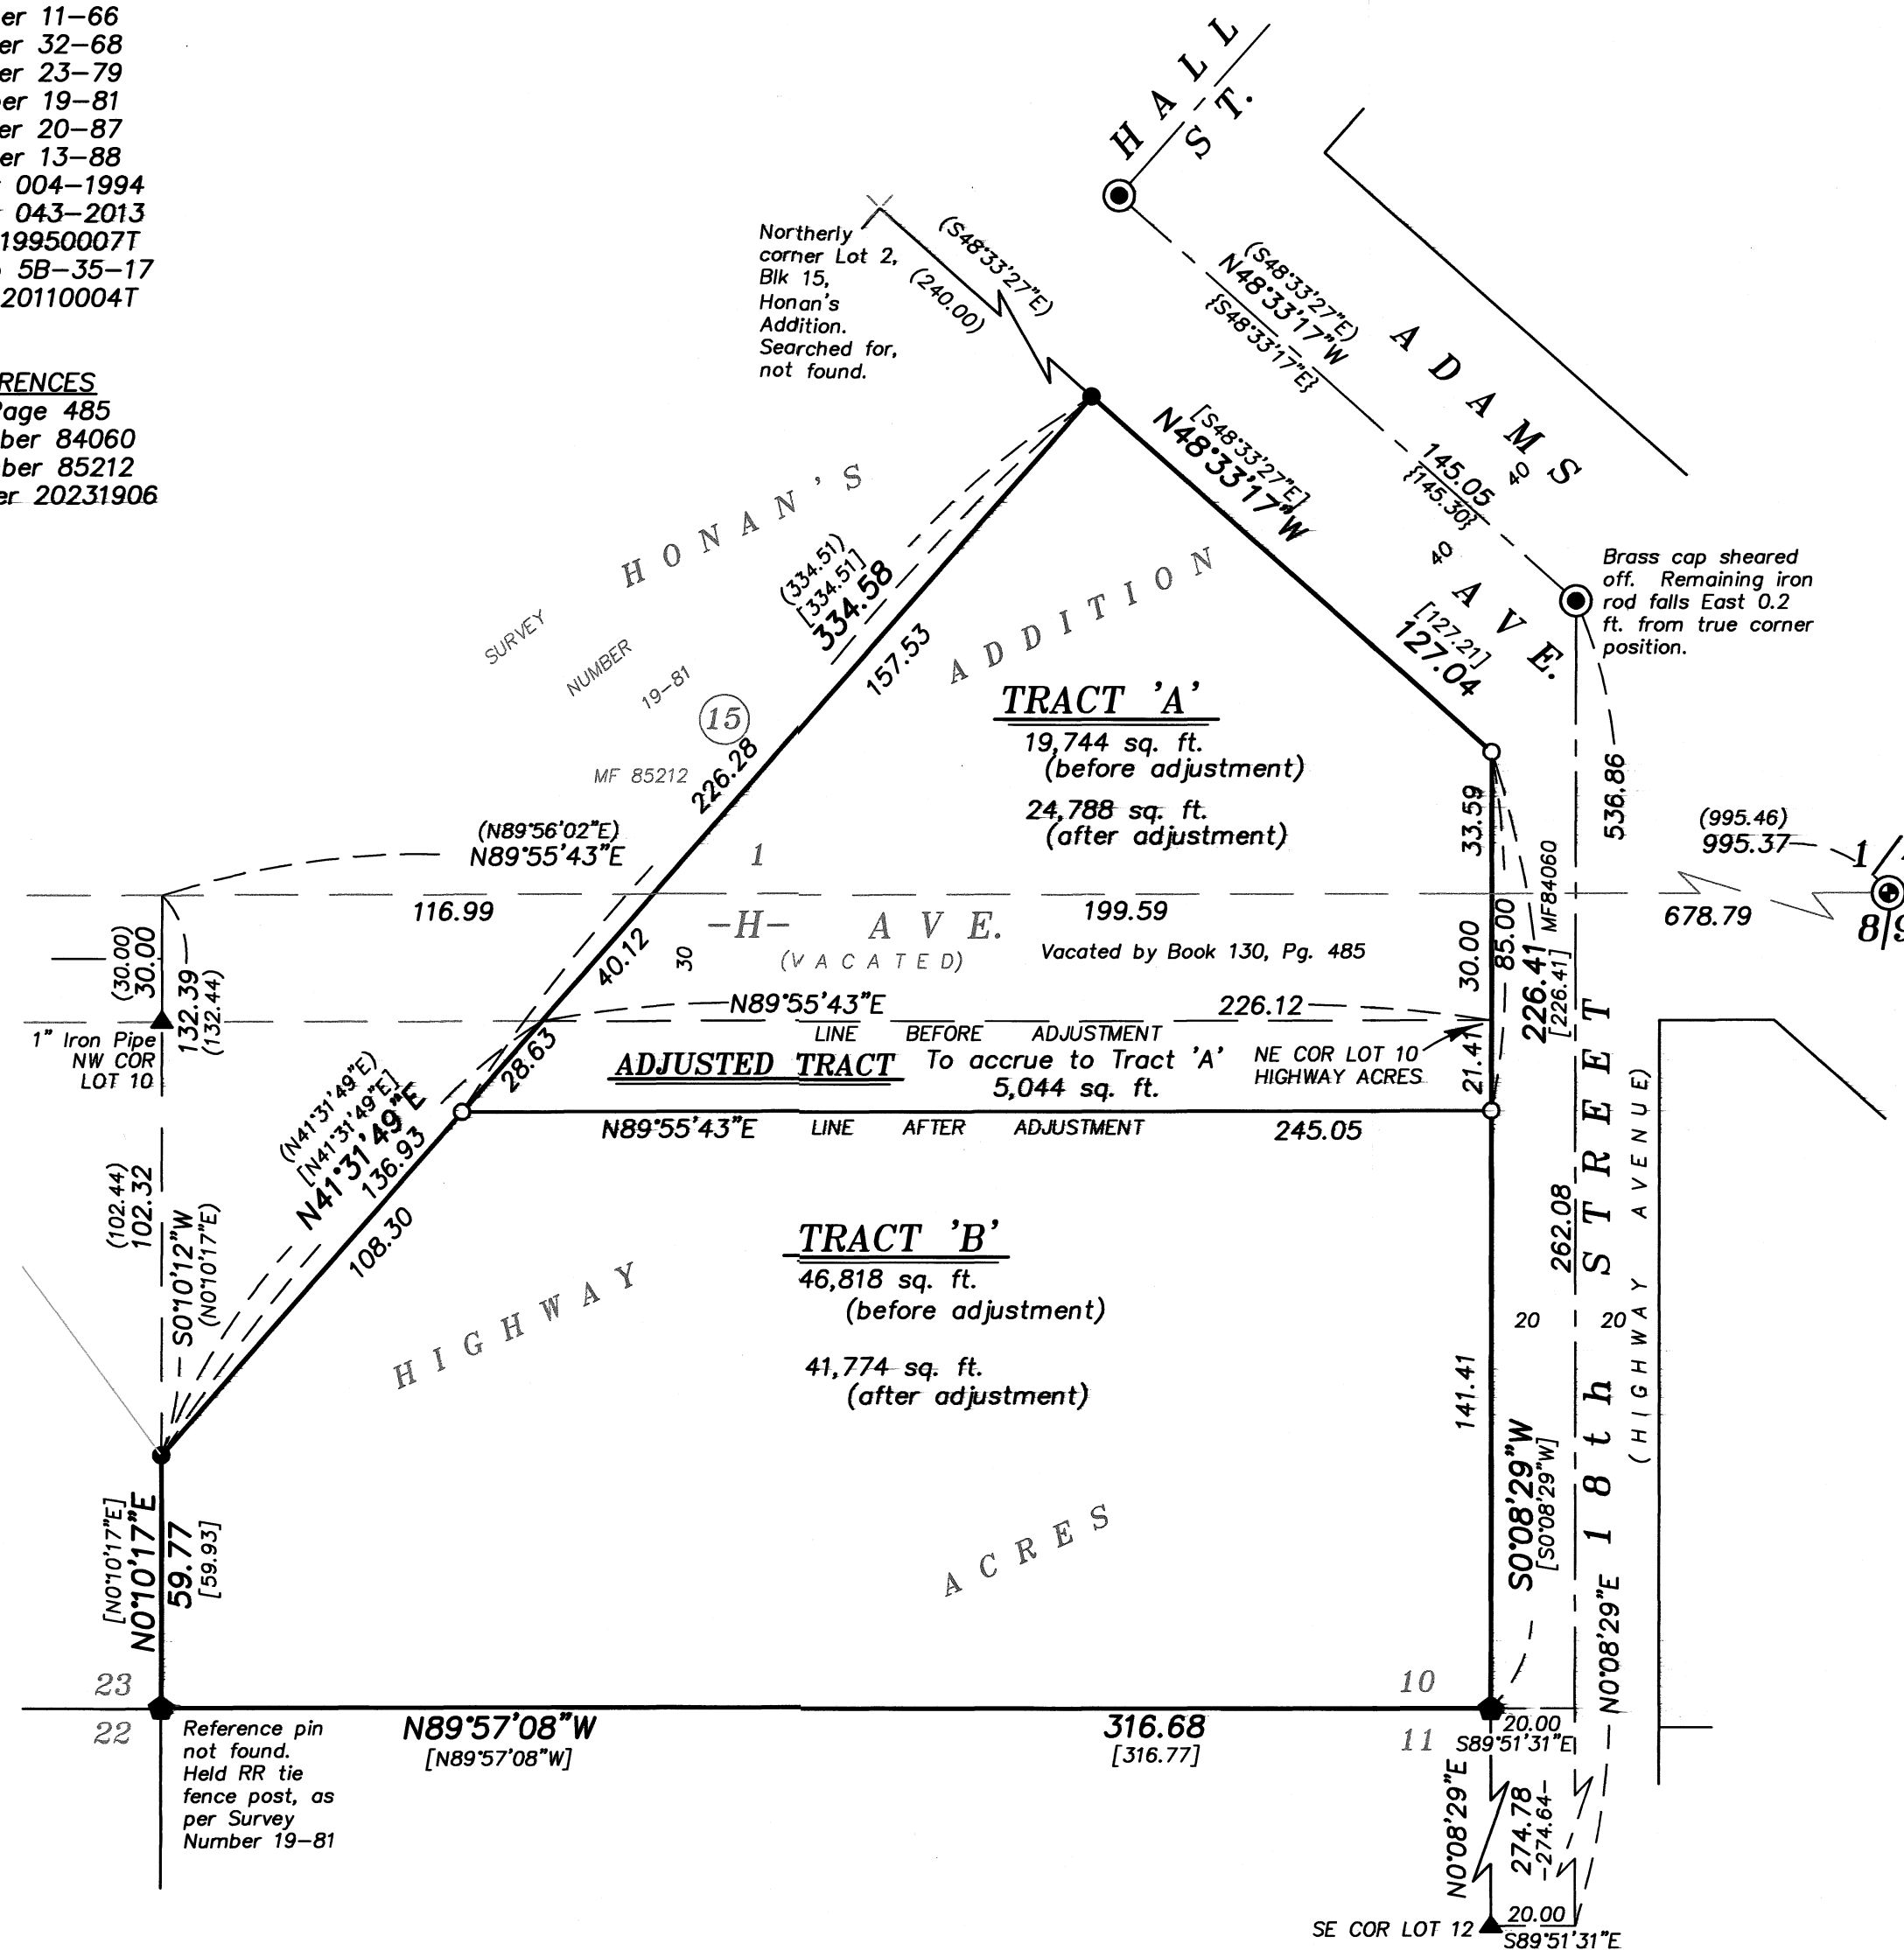 er 11-66
er 32-68
er 23-79
er 19-81
er 20-87
er 13-88
004-1994
043-2013
19950007T
5B-35-17
20110004T
RENCES
Page 485
ber 84060
ber 85212
er 20231906
HALL
ST.
Northerly
corner Lot 2,
Blk 15,
Honan's
Addition.
Searched for,
not found.
(S48°33'27"E)
(240.00)
(S48°33'27"E)
N48°33'17"W
{S48°33'17"E}
ADAMS
AVE.
145.05
{145.30}
40
40
[S48°33'27"E]
N48°33'17"W
[127.21]
127.04
Brass cap sheared
off. Remaining iron
rod falls East 0.2
ft. from true corner
position.
HONAN'S
ADDITION
SURVEY
NUMBER
19-81
15
MF 85212
(334.51)
[334.51]
334.58
157.53
226.28
TRACT 'A'
19,744 sq. ft.
(before adjustment)
24,788 sq. ft.
(after adjustment)
33.59
536.86
(995.46)
995.37
1/
8/9
678.79
(N89°56'02"E)
N89°55'43"E
1
116.99
199.59
-H- AVE.
(VACATED)
Vacated by Book 130, Pg. 485
40.12
30
(30.00)
30.00
132.39
(132.44)
30.00
85.00
MF84060
226.41
[226.41]
N89°55'43"E
226.12
LINE BEFORE ADJUSTMENT
1" Iron Pipe
NW COR
LOT 10
28.63
ADJUSTED TRACT To accrue to Tract 'A'
5,044 sq. ft.
NE COR LOT 10
HIGHWAY ACRES
21.41
N89°55'43"E LINE AFTER ADJUSTMENT 245.05
(N41°31'49"E)
[N41°31'49"E]
N41°31'49"E
136.93
108.30
(102.44)
102.32
S0°10'12"W
(N0°10'17"E)
TRACT 'B'
46,818 sq. ft.
(before adjustment)
41,774 sq. ft.
(after adjustment)
HIGHWAY
ACRES
262.08
20
20
18th STREET
(HIGHWAY AVENUE)
141.41
S0°08'29"W
[S0°08'29"W]
[N0°10'17"E]
N0°10'17"E
59.77
[59.93]
N0°08'29"E
23
22
10
11
Reference pin
not found.
Held RR tie
fence post, as
per Survey
Number 19-81
N89°57'08"W
[N89°57'08"W]
316.68
[316.77]
20.00
S89°51'31"E
N0°08'29"E
274.78
-274.64-
SE COR LOT 12
20.00
S89°51'31"E